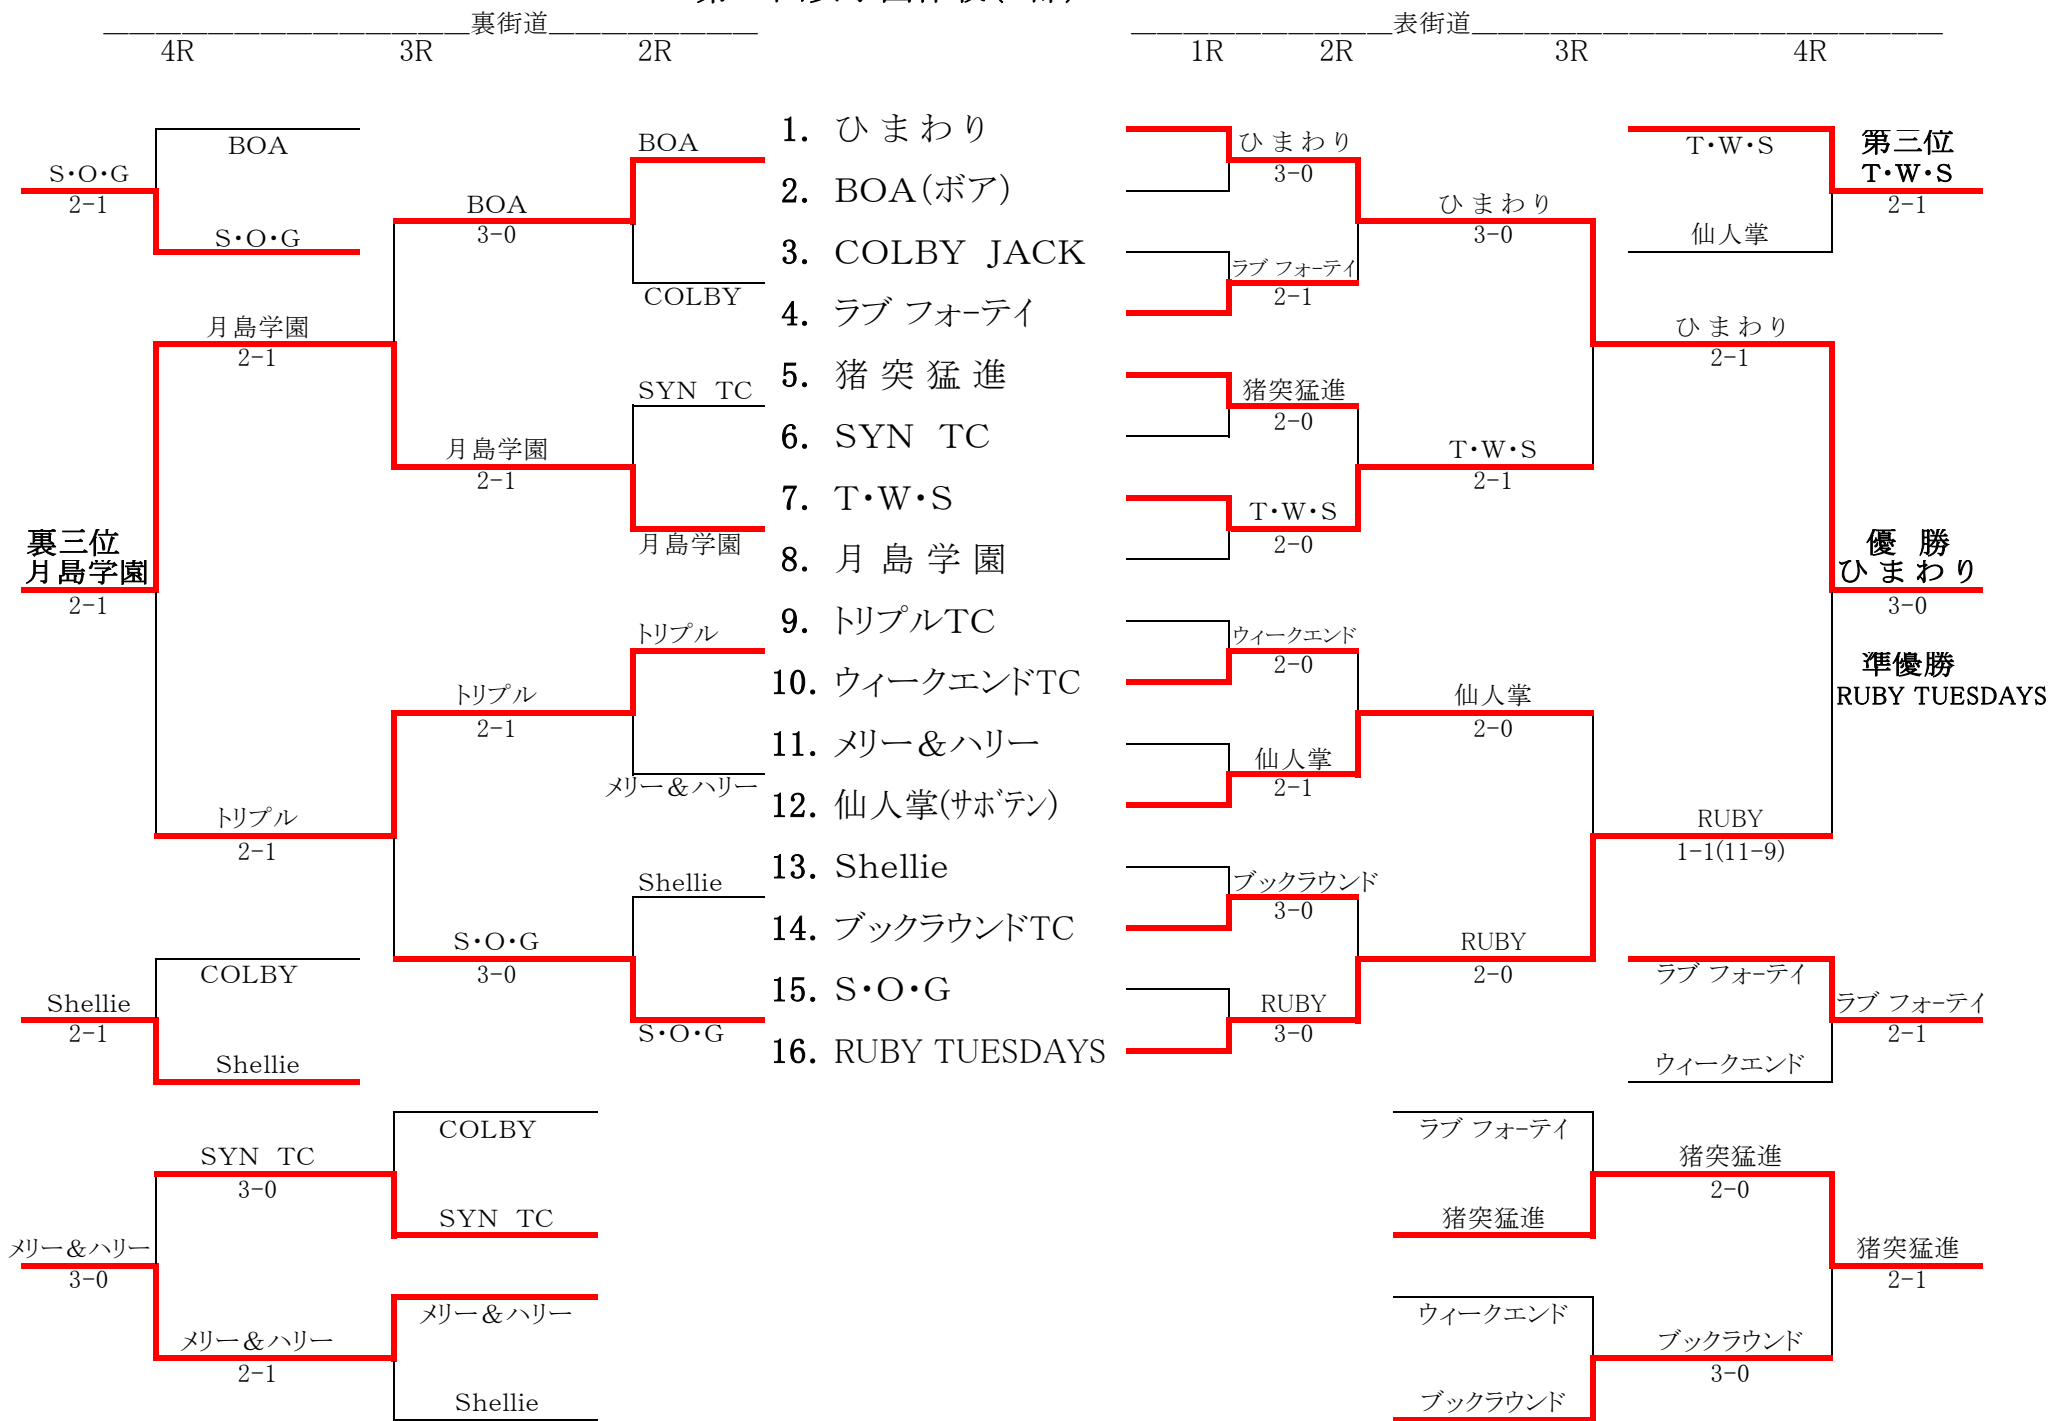 裏街道
表街道
4R 3R 2R
1R 2R 3R 4R
1. ひまわり
2. BOA(ボア)
3. COLBY JACK
4. ラブ フォーテイ
5. 猪突猛進
6. SYN TC
7. T・W・S
8. 月島学園
9. トリプルTC
10. ウィークエンドTC
11. メリー&ハリー
12. 仙人掌(サボテン)
13. Shellie
14. ブックラウンドTC
15. S・O・G
16. RUBY TUESDAYS
BOA
S・O・G
2-1
S・O・G
BOA
3-0
BOA
COLBY
月島学園
2-1
SYN TC
月島学園
2-1
月島学園
裏三位
月島学園
2-1
トリプル
トリプル
2-1
メリー&ハリー
トリプル
2-1
Shellie
S・O・G
3-0
S・O・G
COLBY
Shellie
2-1
Shellie
COLBY
SYN TC
3-0
SYN TC
メリー&ハリー
3-0
メリー&ハリー
メリー&ハリー
2-1
Shellie
ひまわり
3-0
ラブ フォーテイ
2-1
猪突猛進
2-0
T・W・S
2-0
ウィークエンド
2-0
仙人掌
2-1
ブックラウンド
3-0
RUBY
3-0
ひまわり
3-0
T・W・S
2-1
仙人掌
2-0
RUBY
2-0
ひまわり
2-1
RUBY
1-1(11-9)
T・W・S
仙人掌
第三位
T・W・S
2-1
優 勝
ひまわり
3-0
準優勝
RUBY TUESDAYS
ラブ フォーテイ
ラブ フォーテイ
2-1
ウィークエンド
ラブ フォーテイ
猪突猛進
2-0
猪突猛進
猪突猛進
2-1
ウィークエンド
ブックラウンド
3-0
ブックラウンド